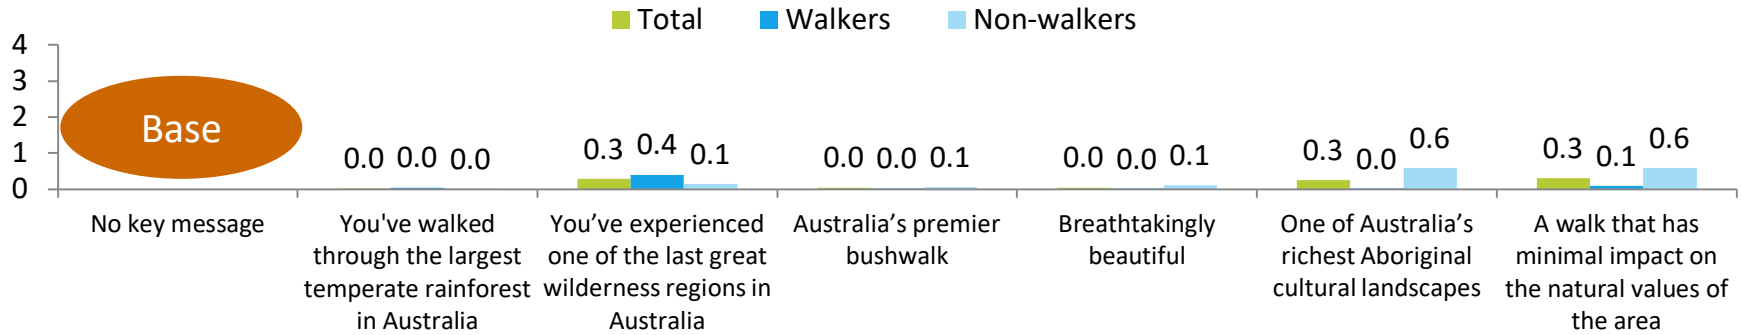 Total Walkers Non-walkers
4
3
2
1
0
Base
0.0 0.0 0.0
0.3 0.4 0.1
0.0 0.0 0.1
0.0 0.0 0.1
0.3 0.0 0.6
0.3 0.1 0.6
No key message
You've walked
through the largest
temperate rainforest
in Australia
You’ve experienced
one of the last great
wilderness regions in
Australia
Australia’s premier
bushwalk
Breathtakingly
beautiful
One of Australia’s
richest Aboriginal
cultural landscapes
A walk that has
minimal impact on
the natural values of
the area